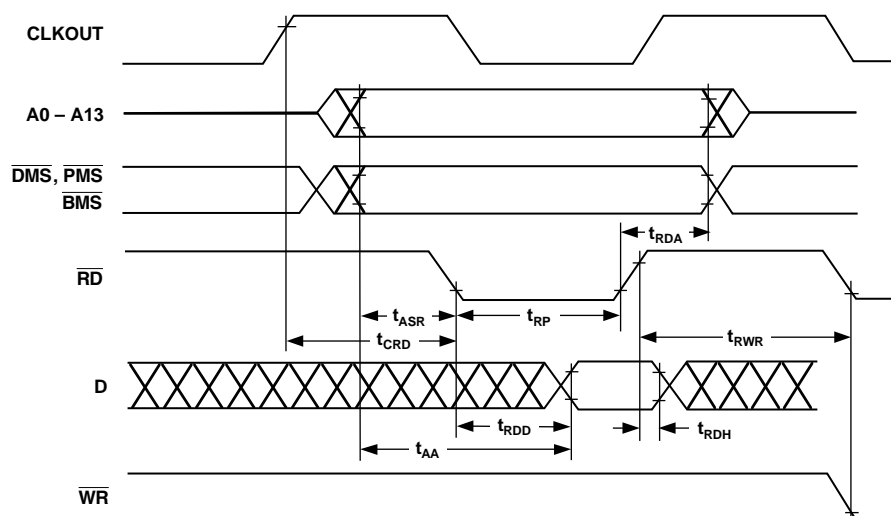 CLKOUT
A0 – A13
DMS, PMS
BMS
tRDA
RD
tASR
tRP
tCRD
tRWR
D
tRDD
tRDH
tAA
WR